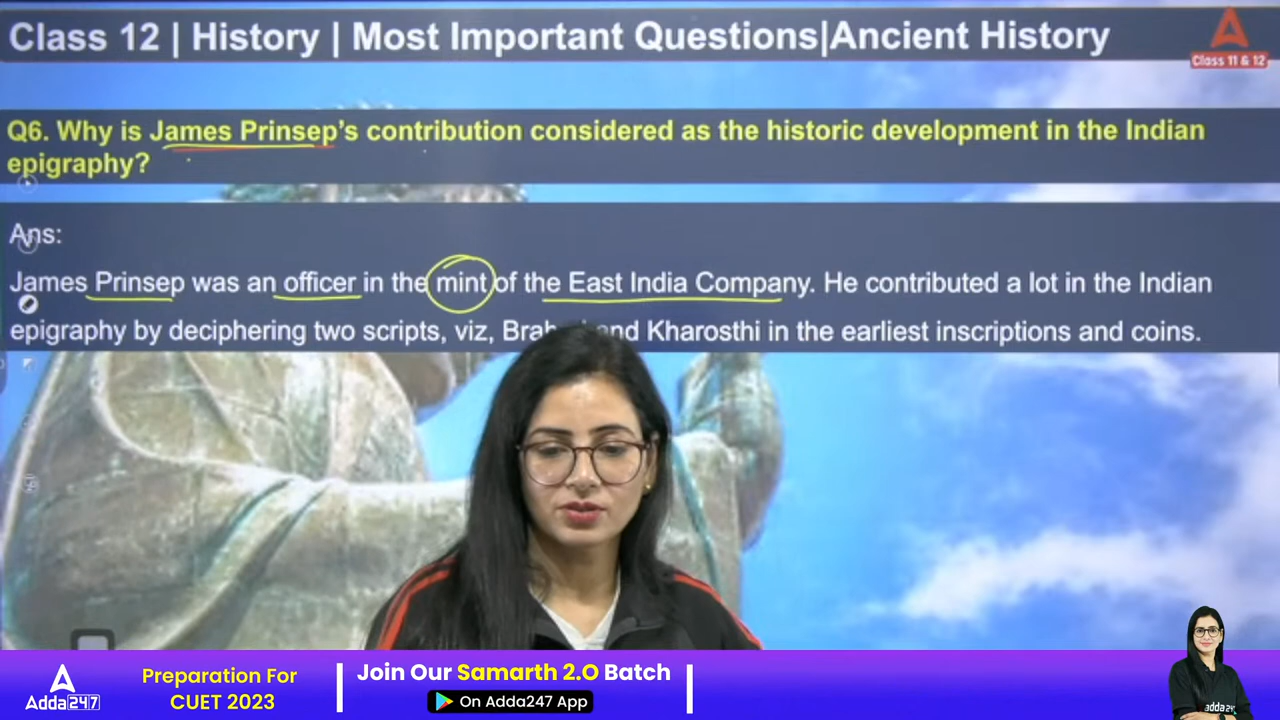 Class 12 | History | Most Important Questions|Ancient History
Class 11 & 12
Q6. Why is James Prinsep's contribution considered as the historic development in the Indian
epigraphy?
Ans:
James Prinsep was an officer in the mint of the East India Company. He contributed a lot in the Indian
epigraphy by deciphering two scripts, viz, Kharosthi in the earliest inscriptions and coins.
Adda247
Preparation For
CUET 2023
Join Our Samarth 2.O Batch
On Adda247 App